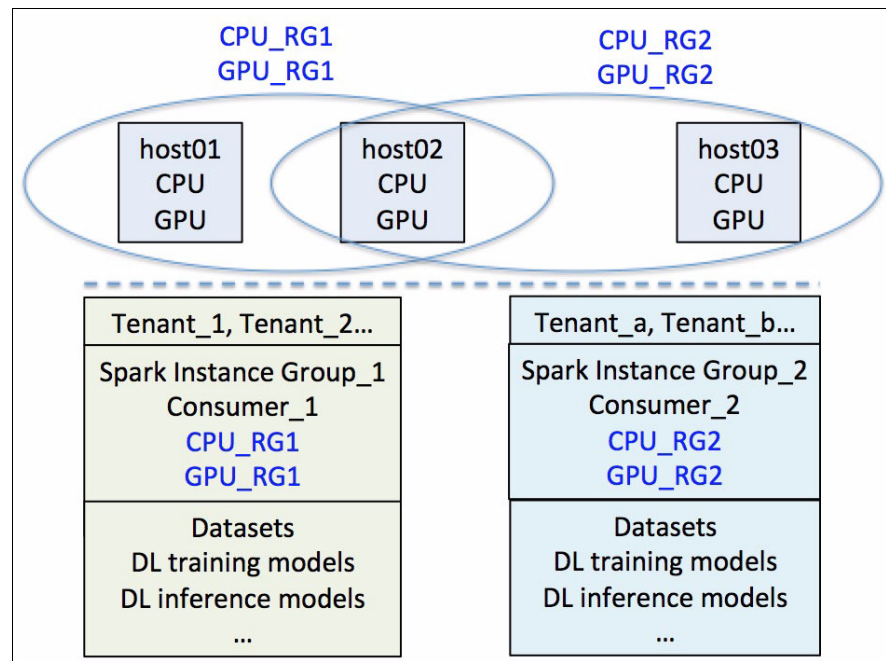 CPU_RG1
GPU_RG1
CPU_RG2
GPU_RG2
host01
CPU
GPU
host02
CPU
GPU
host03
CPU
GPU
Tenant_1, Tenant_2...
Spark Instance Group_1
Consumer_1
CPU_RG1
GPU_RG1
Datasets
DL training models
DL inference models
...
Tenant_a, Tenant_b...
Spark Instance Group_2
Consumer_2
CPU_RG2
GPU_RG2
Datasets
DL training models
DL inference models
...